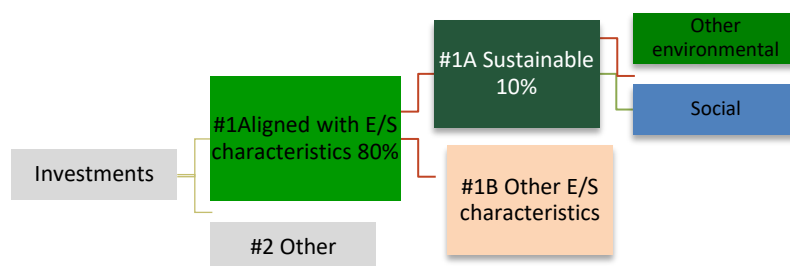 Investments
#1Aligned with E/S
characteristics 80%
#2 Other
#1A Sustainable
10%
#1B Other E/S
characteristics
Other
environmental
Social